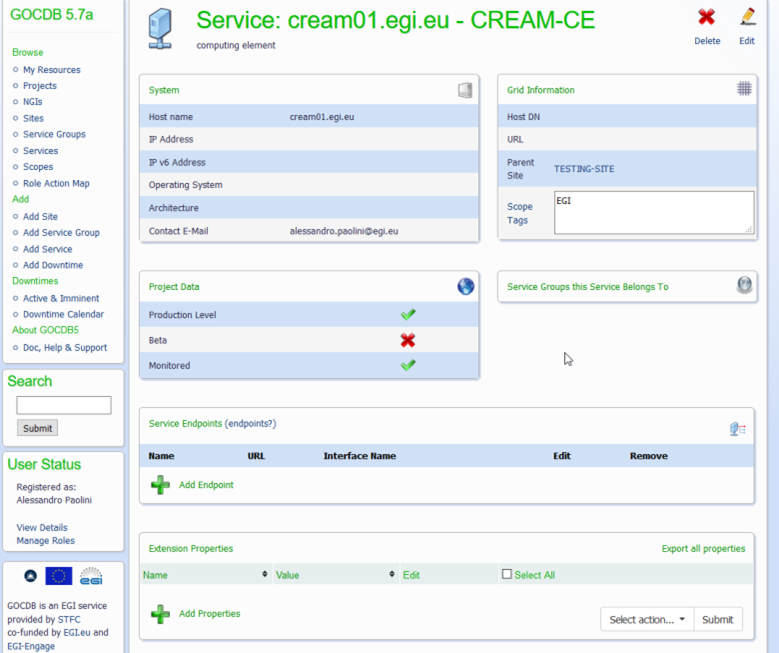 GOCDB 5.7a
Browse
My Resources
Projects
NGIs
Sites
Service Groups
Services
Scopes
Role Action Map
Add
Add Site
Add Service Group
Add Service
Add Downtime
Downtimes
Active & Imminent
Downtime Calendar
About GOCDB5
Doc, Help & Support
Search
Submit
User Status
Registered as:
Alessandro Paolini
View Details
Manage Roles
egi
GOCDB is an EGI service
provided by STFC
co-funded by EGI.eu and
EGI-Engage
Service: cream01.egi.eu - CREAM-CE
computing element
Delete
Edit
System
Host name cream01.egi.eu
IP Address
IP v6 Address
Operating System
Architecture
Contact E-Mail alessandro.paolini@egi.eu
Grid Information
Host DN
URL
Parent
Site
TESTING-SITE
Scope
Tags
EGI
Project Data
Production Level
Beta
Monitored
Service Groups this Service Belongs To
Service Endpoints (endpoints?)
Name URL Interface Name Edit Remove
Add Endpoint
Extension Properties Export all properties
Name Value Edit Select All
Add Properties
Select action... Submit